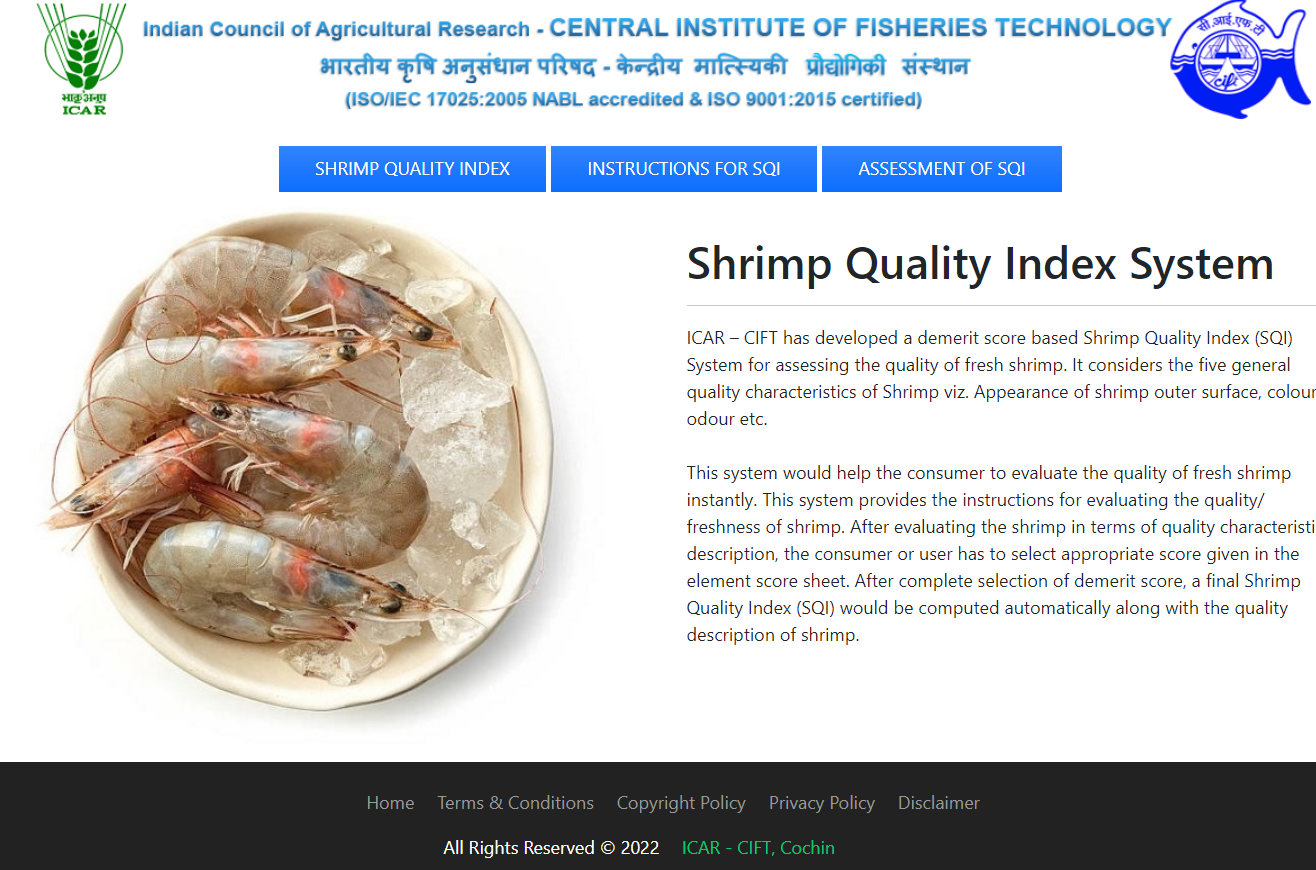 Indian Council of Agricultural Research - CENTRAL INSTITUTE OF FISHERIES TECHNOLOGY
भारतीय कृषि अनुसंधान परिषद - केन्द्रीय मात्स्यिकी प्रौद्योगिकी संस्थान
(ISO/IEC 17025:2005 NABL accredited & ISO 9001:2015 certified)
भाकृअनुप
ICAR
सी.आई.एफ.टी
cift
SHRIMP QUALITY INDEX
INSTRUCTIONS FOR SQI
ASSESSMENT OF SQI
Shrimp Quality Index System
ICAR – CIFT has developed a demerit score based Shrimp Quality Index (SQI)
System for assessing the quality of fresh shrimp. It considers the five general
quality characteristics of Shrimp viz. Appearance of shrimp outer surface, colour
odour etc.
This system would help the consumer to evaluate the quality of fresh shrimp
instantly. This system provides the instructions for evaluating the quality/
freshness of shrimp. After evaluating the shrimp in terms of quality characteristi
description, the consumer or user has to select appropriate score given in the
element score sheet. After complete selection of demerit score, a final Shrimp
Quality Index (SQI) would be computed automatically along with the quality
description of shrimp.
Home Terms & Conditions Copyright Policy Privacy Policy Disclaimer
All Rights Reserved © 2022 ICAR - CIFT, Cochin